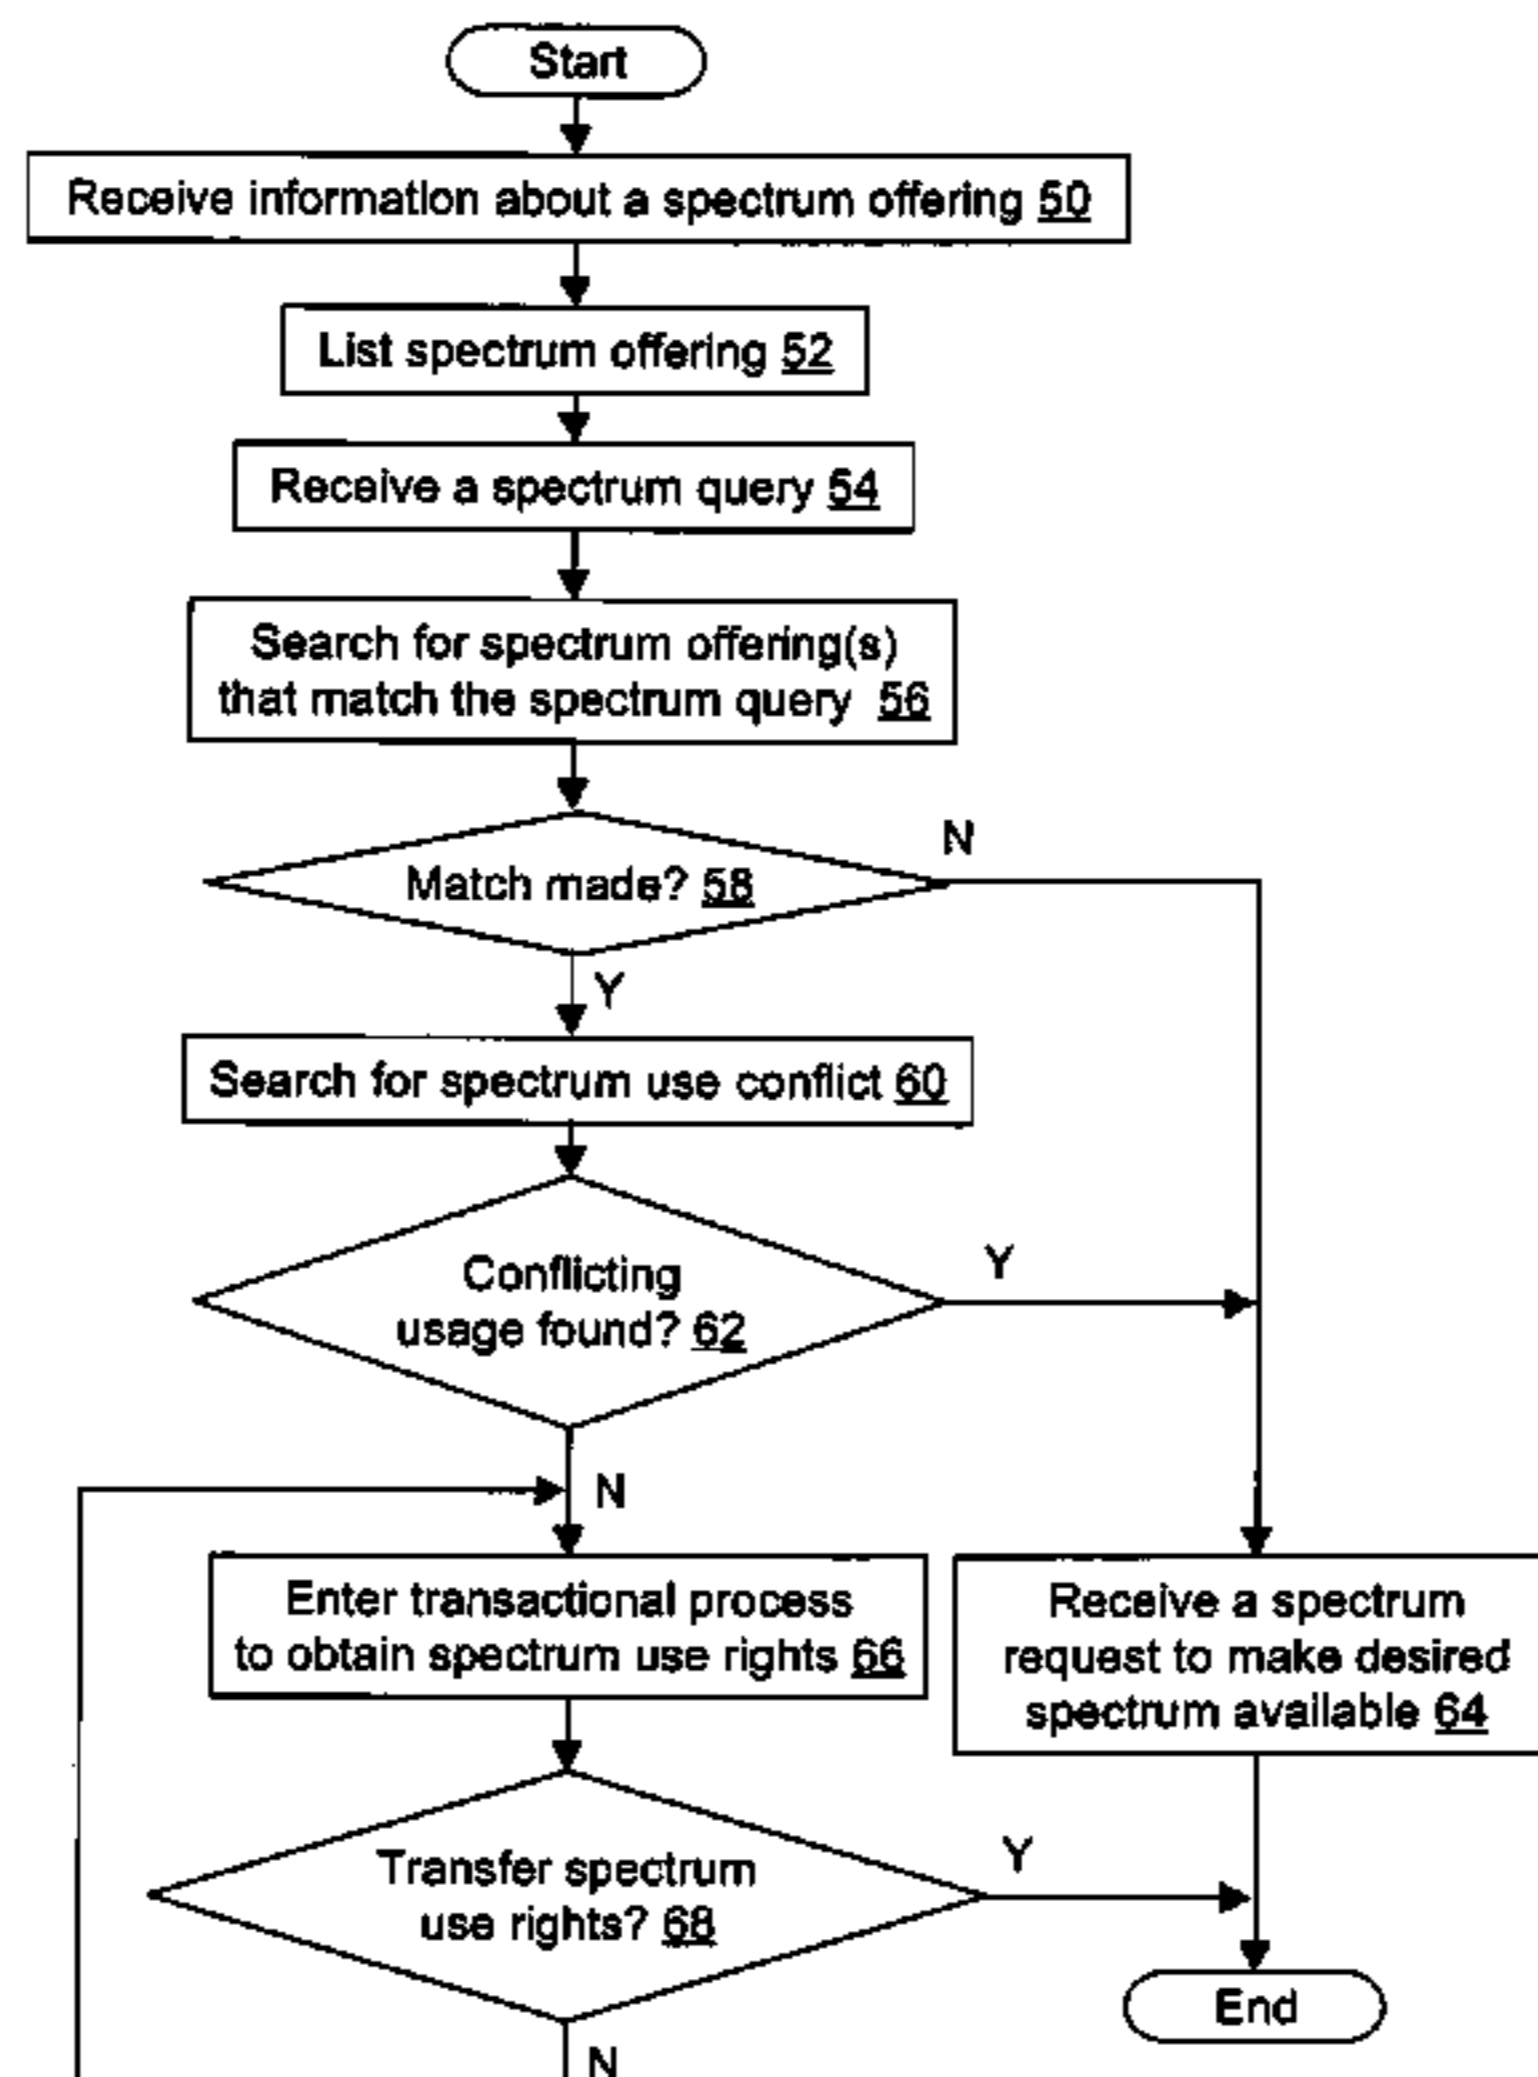 Start
Receive information about a spectrum offering 50
List spectrum offering 52
Receive a spectrum query 54
Search for spectrum offering(s)
that match the spectrum query 56
Match made? 58
N
Y
Search for spectrum use conflict 60
Conflicting
usage found? 62
Y
N
Enter transactional process
to obtain spectrum use rights 66
Receive a spectrum
request to make desired
spectrum available 64
Transfer spectrum
use rights? 68
Y
N
End